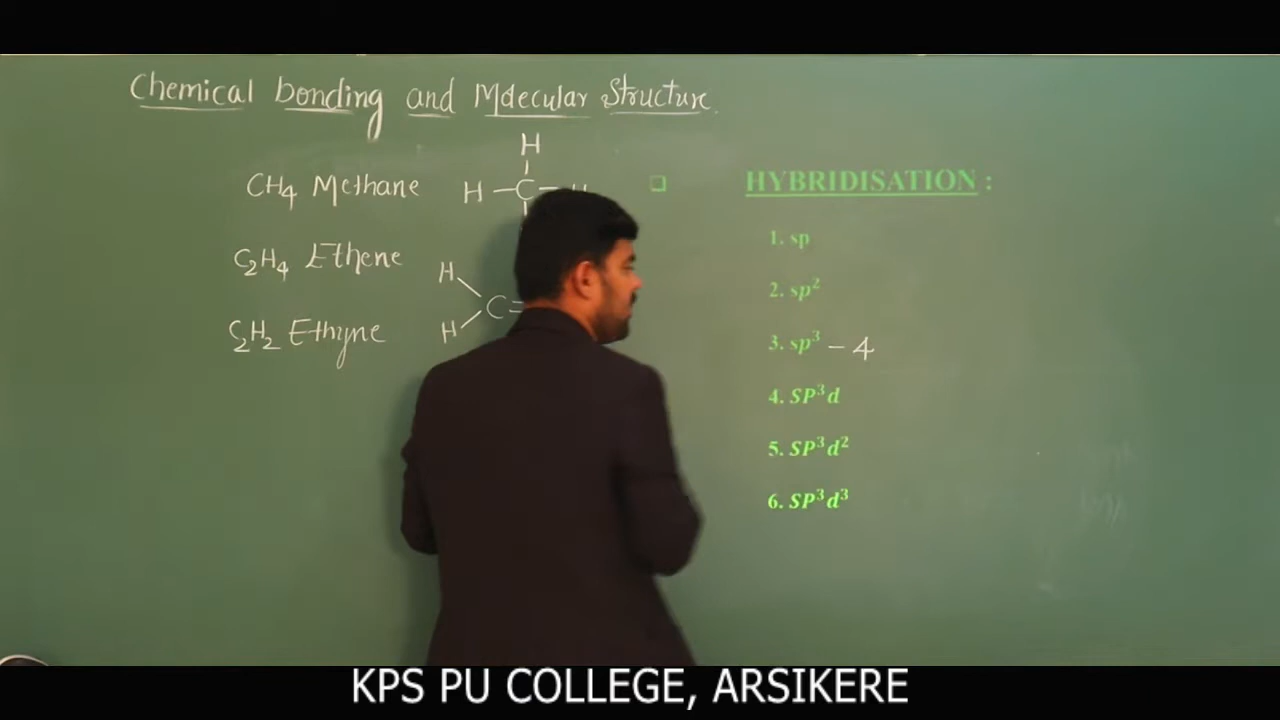 Chemical bonding and Molecular Structure.
H
CH4 Methane H – C – H
C2H4 Ethene H
C =
C2H2 Ethyne H
HYBRIDISATION :
1. sp
2. sp²
3. sp³ – 4
4. SP³d
5. SP³d²
6. SP³d³
KPS PU COLLEGE, ARSIKERE